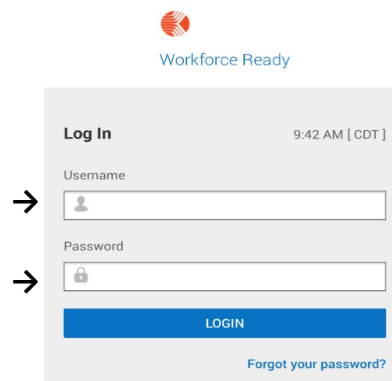 Workforce Ready
Log In 9:42 AM [ CDT ]
Username
Password
LOGIN
Forgot your password?